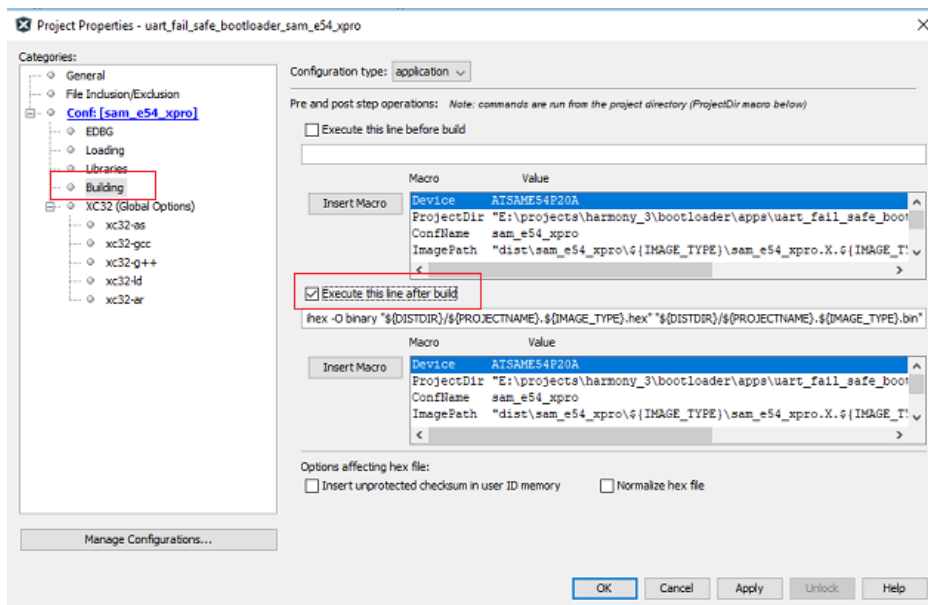 Project Properties - uart_fail_safe_bootloader_sam_e54_xpro
Categories:
General
File Inclusion/Exclusion
Conf: [sam_e54_xpro]
EDBG
Loading
Libraries
Building
XC32 (Global Options)
xc32-as
xc32-gcc
xc32-g++
xc32-ld
xc32-ar
Manage Configurations...
Configuration type: application
Pre and post step operations: Note: commands are run from the project directory (ProjectDir macro below)
Execute this line before build
Macro Value
Insert Macro
Device ATSAME54P20A
ProjectDir "E:\projects\harmony_3\bootloader\apps\uart_fail_safe_boot
ConfName sam_e54_xpro
ImagePath "dist\sam_e54_xpro\${IMAGE_TYPE}\sam_e54_xpro.X.${IMAGE_T
Execute this line after build
ihex -O binary "${DISTDIR}/${PROJECTNAME}.${IMAGE_TYPE}.hex" "${DISTDIR}/${PROJECTNAME}.${IMAGE_TYPE}.bin"
Macro Value
Insert Macro
Device ATSAME54P20A
ProjectDir "E:\projects\harmony_3\bootloader\apps\uart_fail_safe_boot
ConfName sam_e54_xpro
ImagePath "dist\sam_e54_xpro\${IMAGE_TYPE}\sam_e54_xpro.X.${IMAGE_T
Options affecting hex file:
Insert unprotected checksum in user ID memory Normalize hex file
OK Cancel Apply Unlock Help